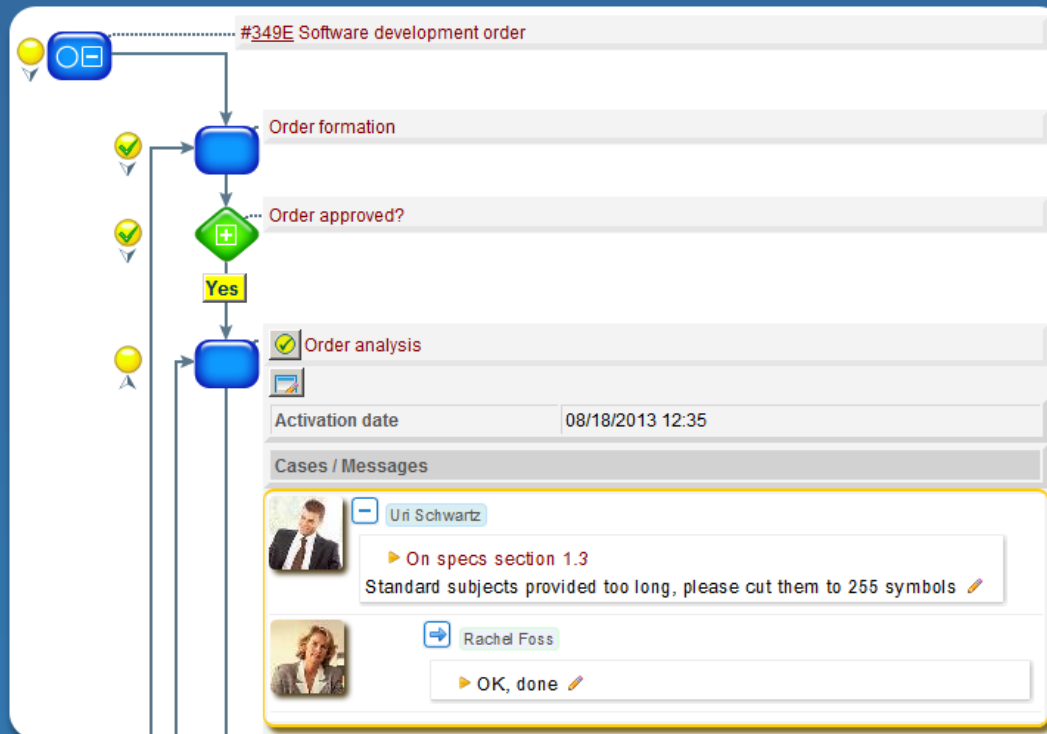 #349E Software development order
Order formation
Order approved?
Yes
Order analysis
Activation date 08/18/2013 12:35
Cases / Messages
Uri Schwartz
On specs section 1.3
Standard subjects provided too long, please cut them to 255 symbols
Rachel Foss
OK, done